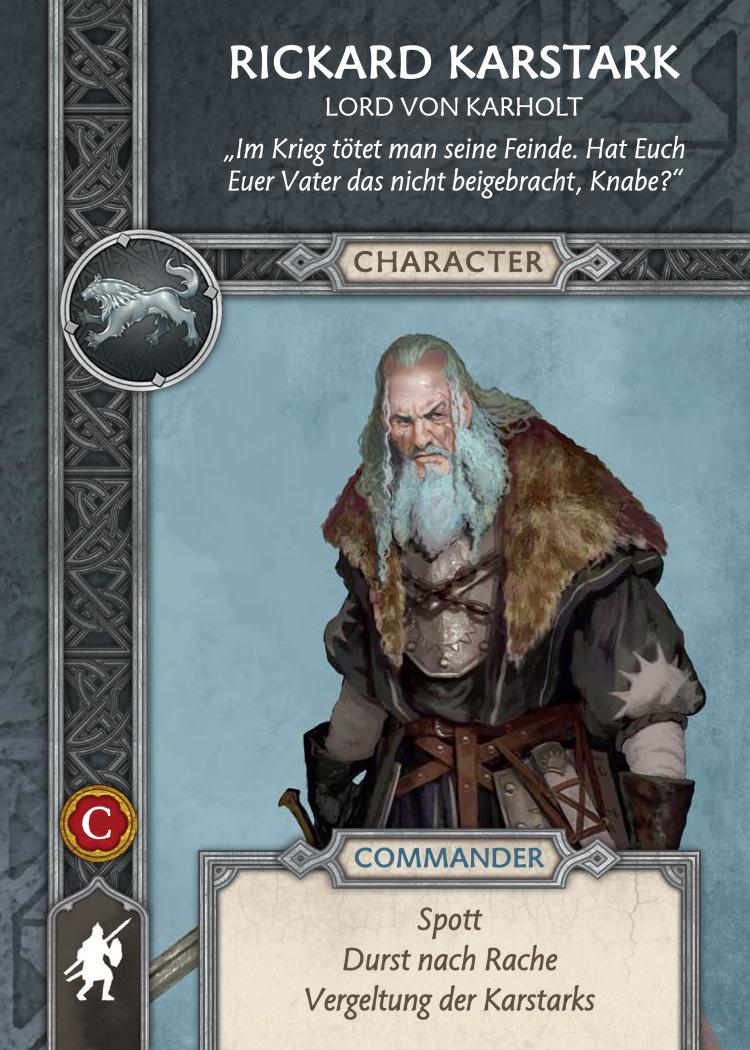 RICKARD KARSTARK
LORD VON KARHOLT
„Im Krieg tötet man seine Feinde. Hat Euch
Euer Vater das nicht beigebracht, Knabe?“
CHARACTER
C
COMMANDER
Spott
Durst nach Rache
Vergeltung der Karstarks